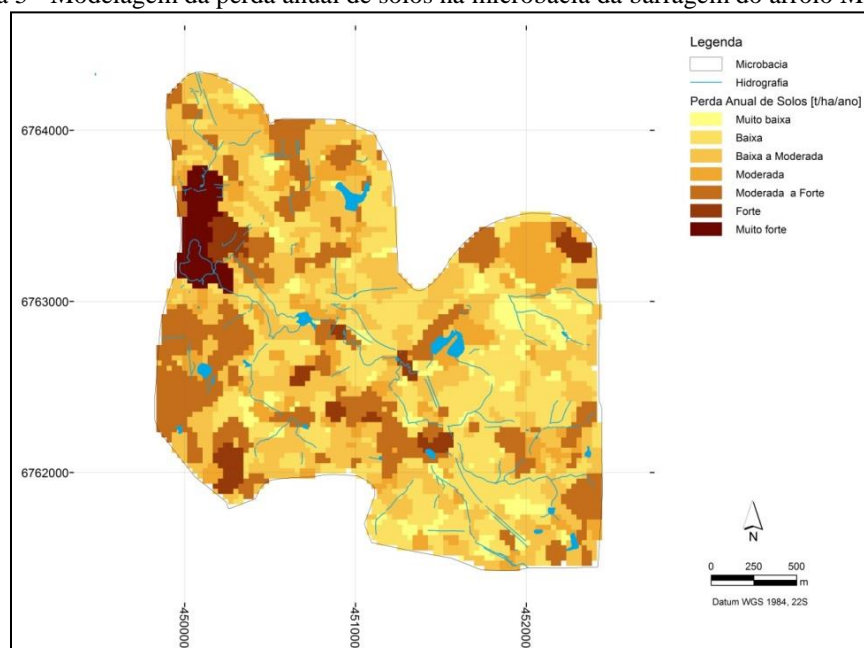 Modelagem da perda anual de solos na microbacia da barragem do arroio
Legenda
Microbacia
Hidrografia
Perda Anual de Solos [t/ha/ano]
Muito baixa
Baixa
Baixa a Moderada
Moderada
Moderada a Forte
Forte
Muito forte
6764000
6763000
6762000
450000
451000
452000
N
0 250 500
m
Datum WGS 1984, 22S